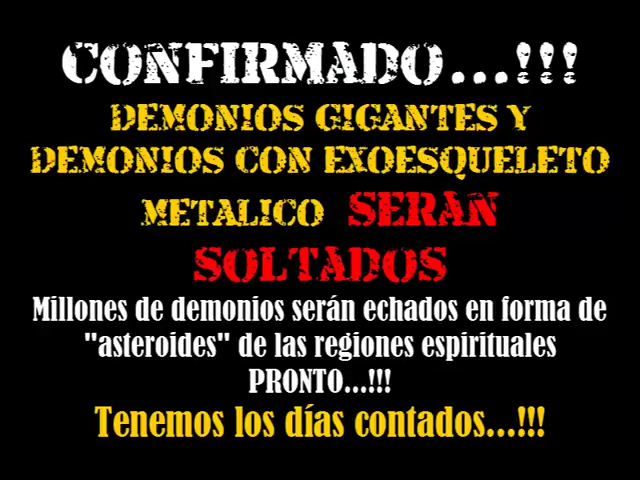 CONFIRMADO...!!!
DEMONIOS GIGANTES Y
DEMONIOS CON EXOESQUELETO
METALICO SERAN
SOLTADOS
Millones de demonios serán echados en forma de
"asteroides" de las regiones espirituales
PRONTO...!!!
Tenemos los días contados...!!!